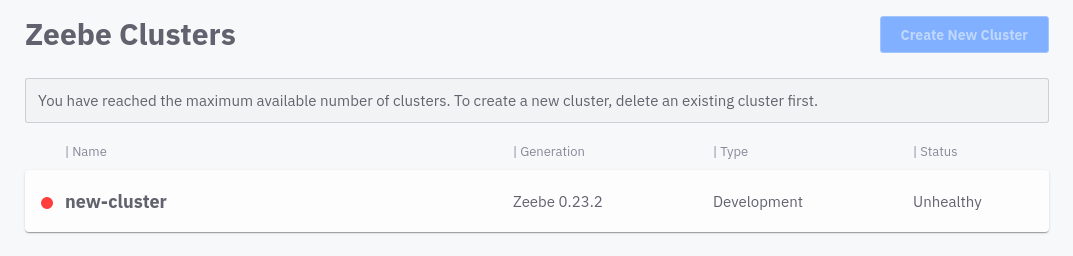 Zeebe Clusters
Create New Cluster
You have reached the maximum available number of clusters. To create a new cluster, delete an existing cluster first.
| Name | Generation | Type | Status
new-cluster Zeebe 0.23.2 Development Unhealthy